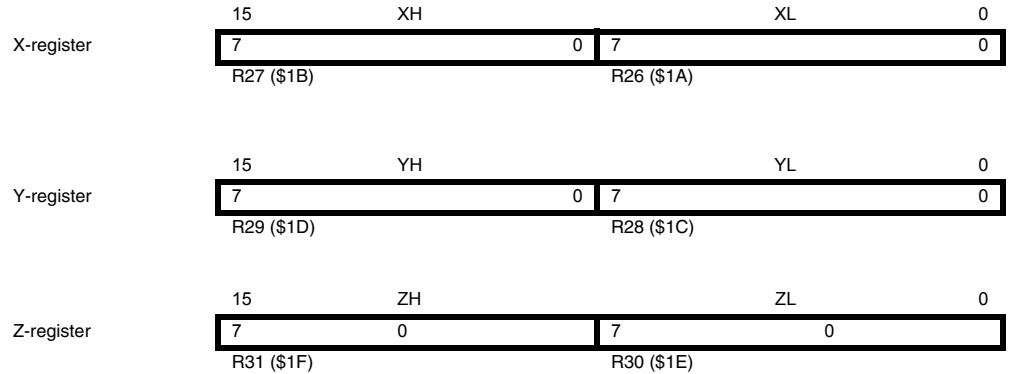 15 XH XL 0
X-register 7 0 7 0
R27 ($1B) R26 ($1A)
15 YH YL 0
Y-register 7 0 7 0
R29 ($1D) R28 ($1C)
15 ZH ZL 0
Z-register 7 0 7 0
R31 ($1F) R30 ($1E)